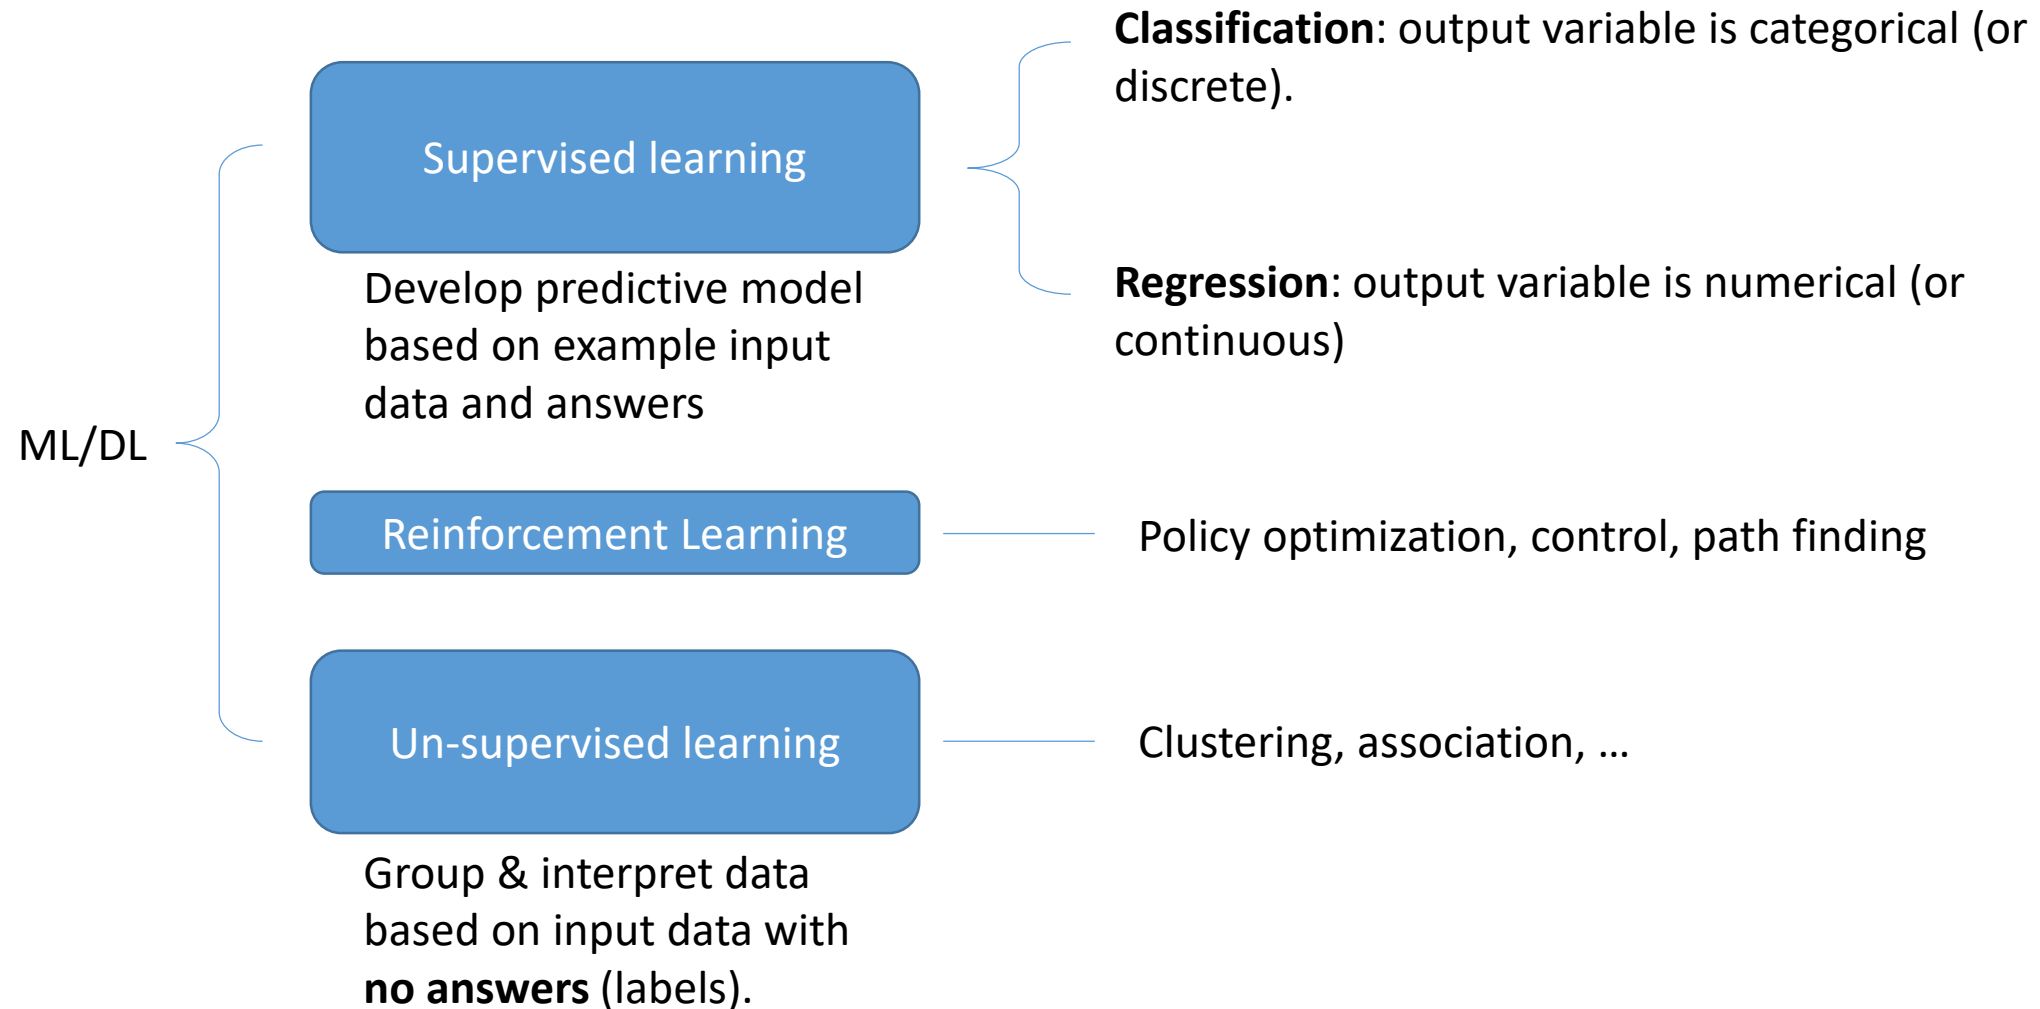 ML/DL
Supervised learning
Develop predictive model
based on example input
data and answers
Classification: output variable is categorical (or
discrete).
Regression: output variable is numerical (or
continuous)
Reinforcement Learning
Policy optimization, control, path finding
Un-supervised learning
Clustering, association, …
Group & interpret data
based on input data with
no answers (labels).